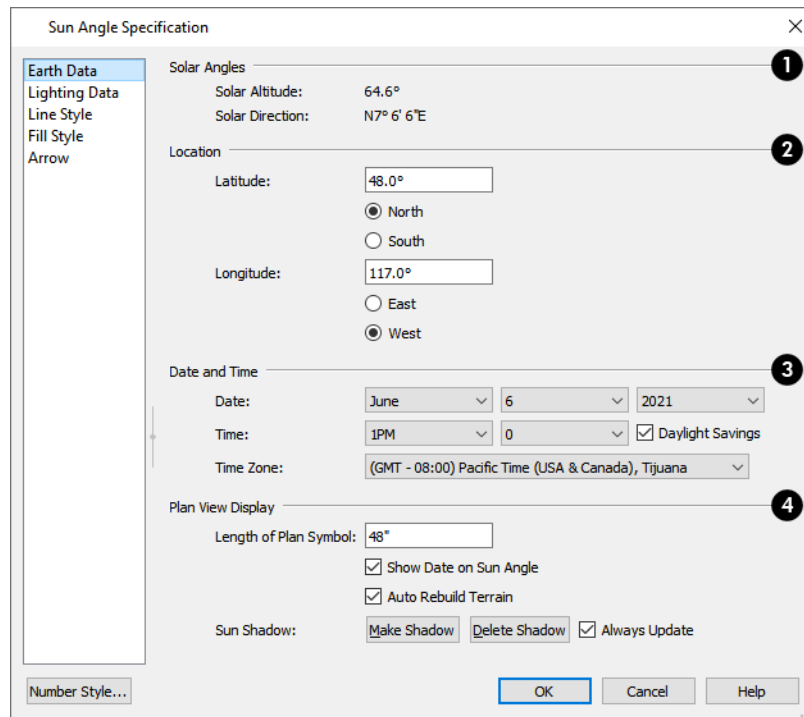 Sun Angle Specification
Earth Data
Lighting Data
Line Style
Fill Style
Arrow
Solar Angles
1
Solar Altitude: 64.6°
Solar Direction: N7° 6' 6"E
Location
2
Latitude: 48.0°
North
South
Longitude: 117.0°
East
West
Date and Time
3
Date: June 6 2021
Time: 1PM 0 Daylight Savings
Time Zone: (GMT - 08:00) Pacific Time (USA & Canada), Tijuana
Plan View Display
4
Length of Plan Symbol: 48"
Show Date on Sun Angle
Auto Rebuild Terrain
Sun Shadow: Make Shadow Delete Shadow Always Update
Number Style... OK Cancel Help